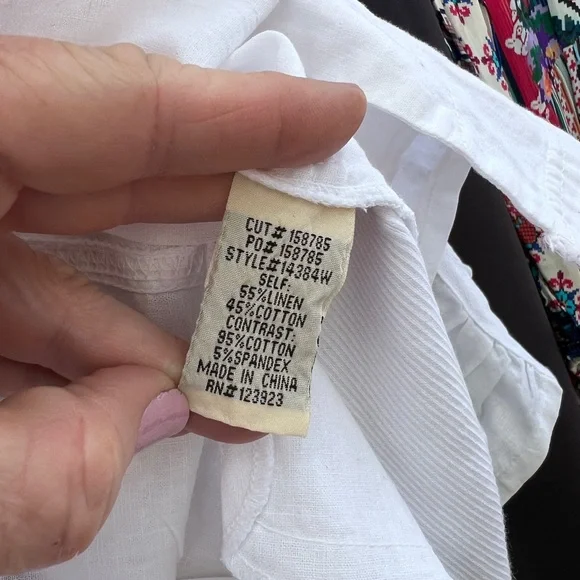 CUT# 158785
PO# 158785
STYLE#14384W
SELF:
55%LINEN
45%COTTON
CONTRAST:
95%COTTON
5%SPANDEX
MADE IN CHINA
RN# 123923